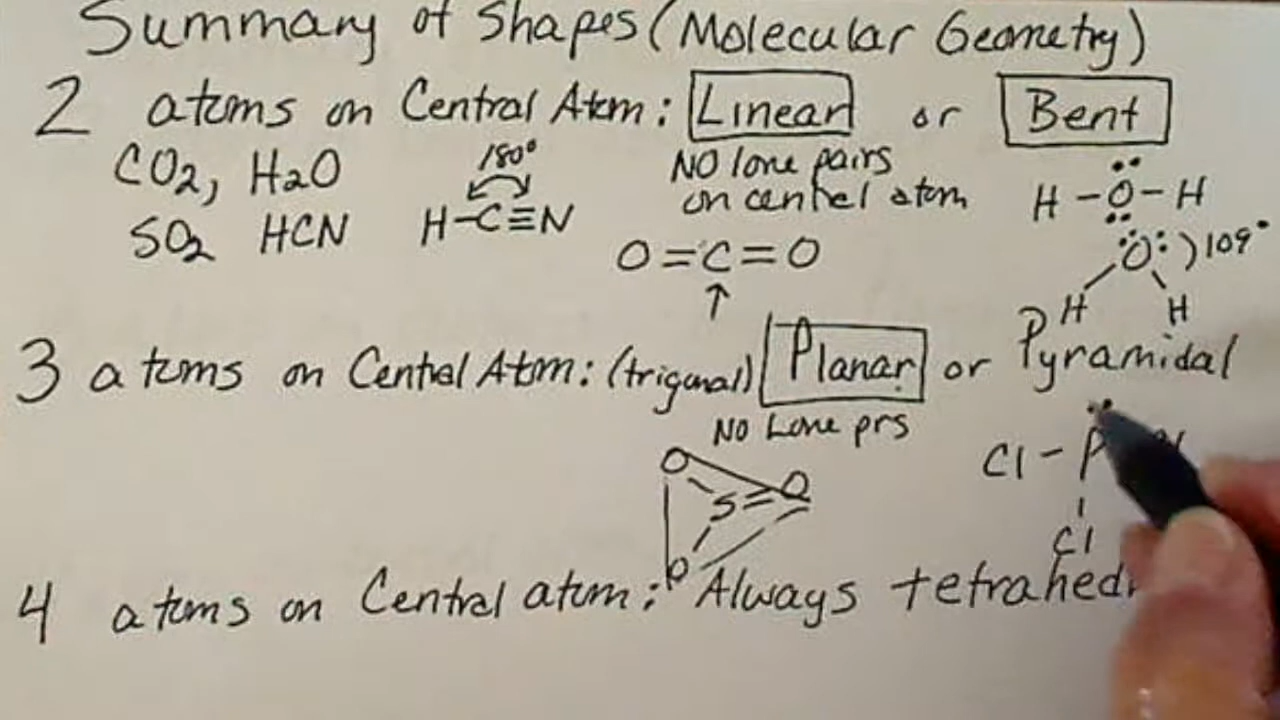 Summary of Shapes (Molecular Geometry)
2 atoms on Central Atom: Linear or Bent
CO2, H2O 180° NO lone pairs on central atom H-O-H
SO2 HCN H-C≡N O=C=O O )109°
H H
3 atoms on Central Atom: (trigonal) Planar or Pyramidal
NO Lone prs
O S=O O
Cl-P
Cl
4 atoms on Central atom: Always